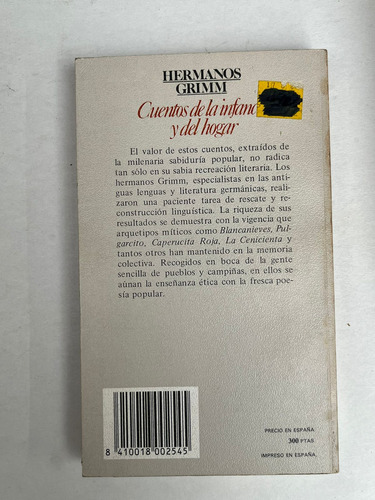 HERMANOS
GRIMM
Cuentos de la infanc
y del hogar
El valor de estos cuentos, extraídos de
la milenaria sabiduría popular, no radica
tan sólo en su sabia recreación literaria. Los
hermanos Grimm, especialistas en las anti-
guas lenguas y literatura germánicas, reali-
zaron una paciente tarea de rescate y re-
construcción linguística. La riqueza de sus
resultados se demuestra con la vigencia que
arquetipos míticos como Blancanieves, Pul-
garcito, Caperucita Roja, La Cenicienta y
tantos otros han mantenido en la memoria
colectiva. Recogidos en boca de la gente
sencilla de pueblos y campiñas, en ellos se
aúnan la enseñanza ética con la fresca poe-
sía popular.
8 410018 002545
PRECIO EN ESPAÑA
300 PTAS
IMPRESO EN ESPAÑA.